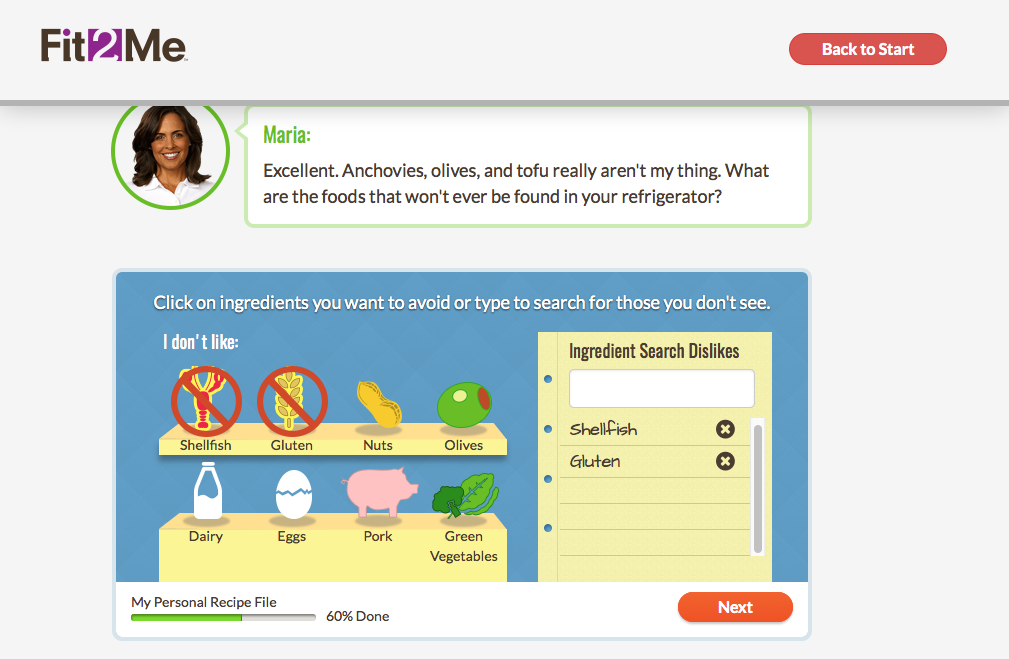 Fit2Me
Back to Start
Maria:
Excellent. Anchovies, olives, and tofu really aren't my thing. What
are the foods that won't ever be found in your refrigerator?
Click on ingredients you want to avoid or type to search for those you don't see.
I don't like:
Shellfish
Gluten
Nuts
Olives
Dairy
Eggs
Pork
Green
Vegetables
Ingredient Search Dislikes
Shellfish
Gluten
My Personal Recipe File
60% Done
Next